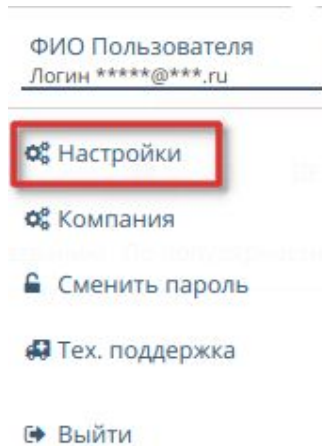 ФИО Пользователя
Логин *****@***.ru
Настройки
Компания
Сменить пароль
Тех. поддержка
Выйти